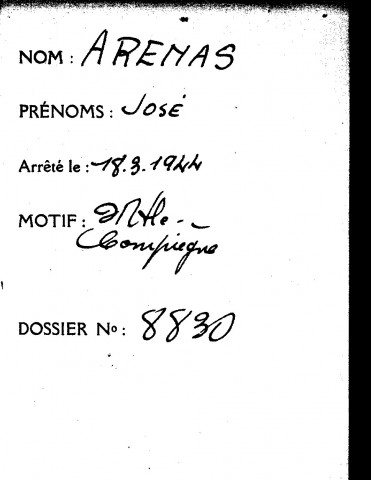 NOM : ARENAS
PRÉNOMS : José
Arrêté le : 18.3.1944
MOTIF :
Compiègne
DOSSIER No : 8830